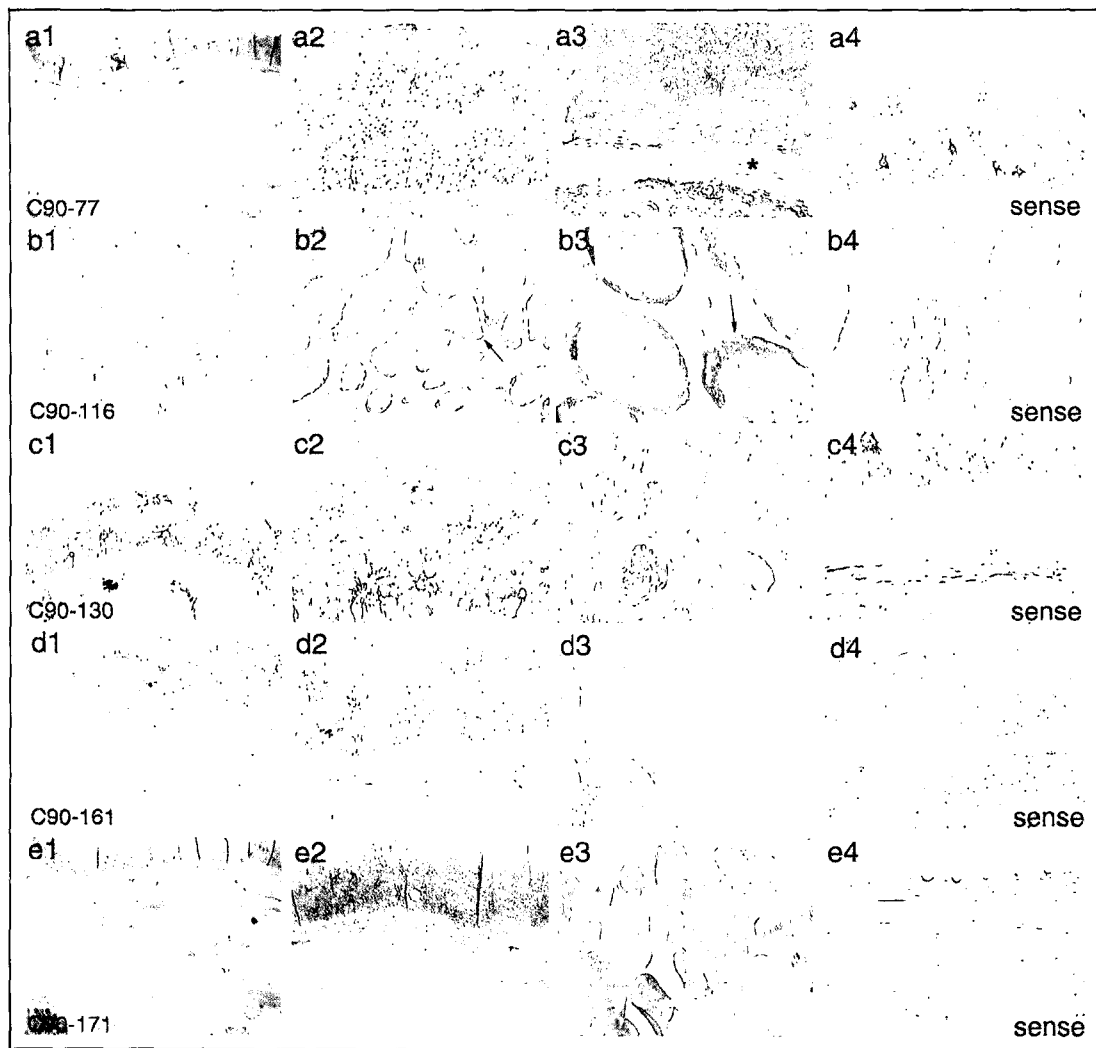 a1 a2 a3 a4
*
C90-77 sense
b1 b2 b3 b4
C90-116 sense
c1 c2 c3 c4
C90-130 sense
d1 d2 d3 d4
C90-161 sense
e1 e2 e3 e4
C90-171 sense